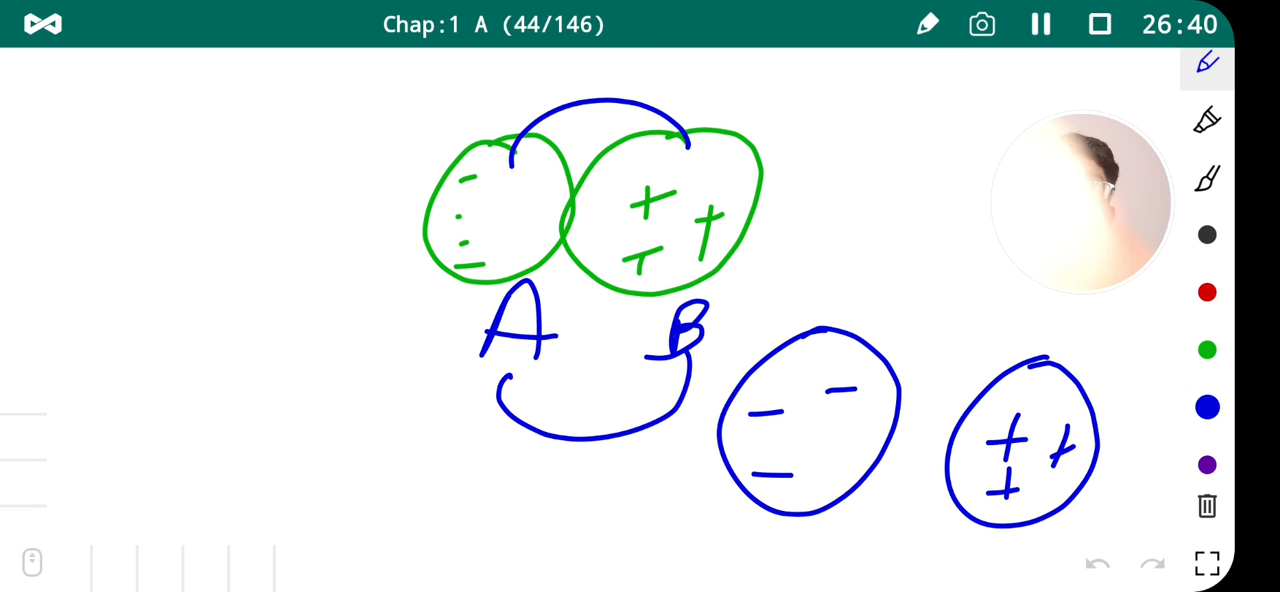 Chap:1 A (44/146) 26:40
- + +
-
- +
-
A B
- - + +
- +